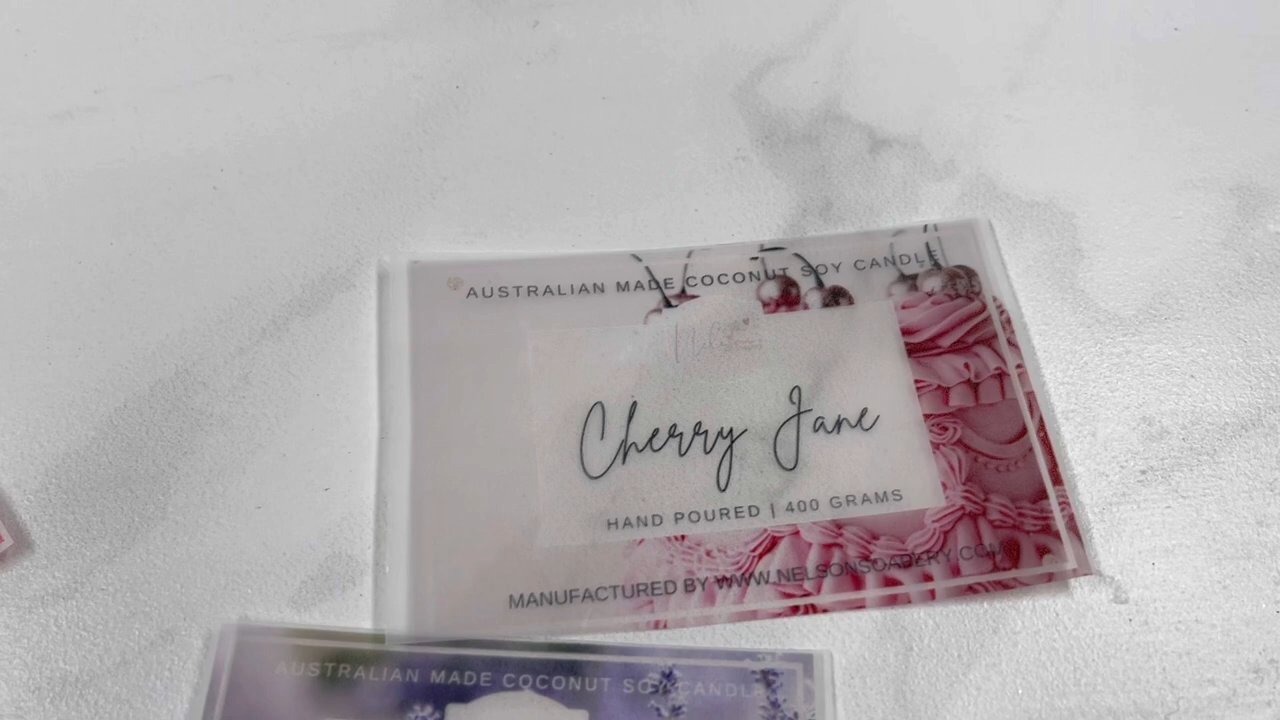 AUSTRALIAN MADE COCONUT SOY CANDLE
Cherry Jane
HAND POURED | 400 GRAMS
MANUFACTURED BY WWW.NELSONSOAPERY.COM
AUSTRALIAN MADE COCONUT SOY CANDLE